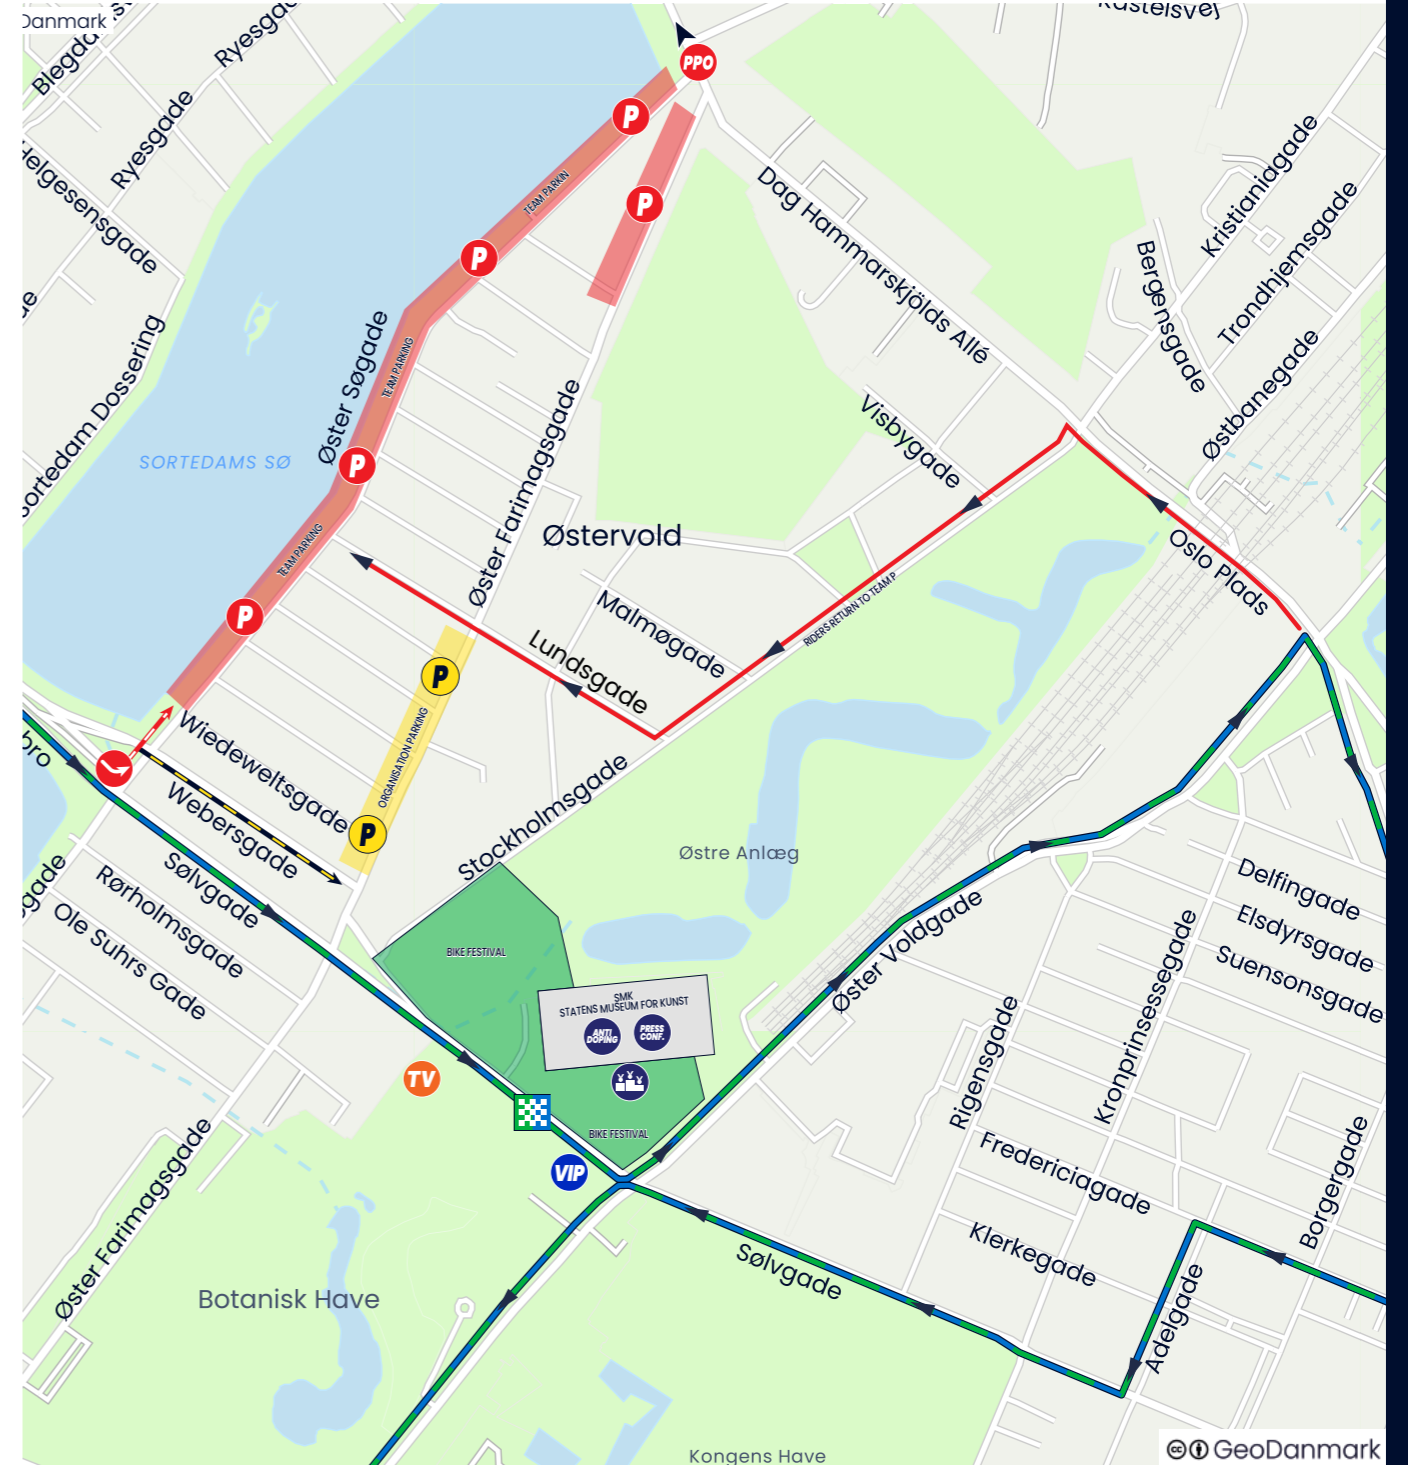 Danmark
Ryesgade
Ryesgade
Kastelsvej
PPO
P
P
P
P
P
TEAM PARKIN
TEAM PARKING
TEAM PARKING
Helgesensgade
Dag Hammarskjölds Allé
Kristianiagade
Trondhjemsgade
Bergensgade
Østbanegade
Sortedam Dossering
SORTEDAMS SØ
Øster Søgade
Øster Farimagsgade
Visbygade
Østervold
Oslo Plads
RIDERS RETURN TO TEAM P
Malmøgade
Lundsgade
P
ORGANISATION PARKING
P
bro
Wiedeweltsgade
Webersgade
Sølvgade
Stockholmsgade
Rørholmsgade
Ole Suhrs Gade
Østre Anlæg
BIKE FESTIVAL
SMK
STATENS MUSEUM FOR KUNST
ANTI
DOPING
PRESS
CONF.
BIKE FESTIVAL
TV
VIP
Øster Voldgade
Delfingade
Elsdyrsgade
Suensonsgade
Rigensgade
Kronprinsessegade
Fredericiagade
Klerkegade
Borgergade
Adelgade
Sølvgade
Øster Farimagsgade
Botanisk Have
Kongens Have
cc GeoDanmark